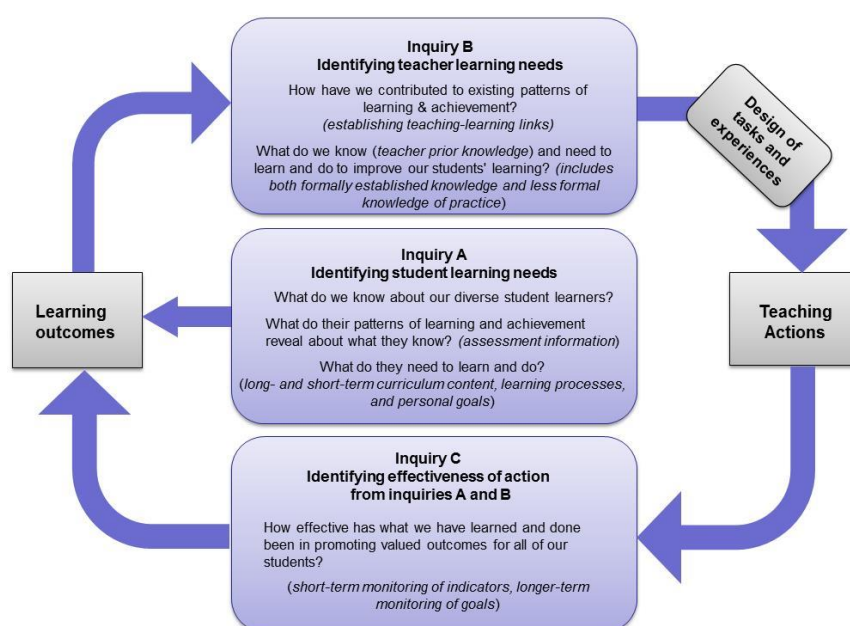 Inquiry B
Identifying teacher learning needs
How have we contributed to existing patterns of
learning & achievement?
(establishing teaching-learning links)
What do we know (teacher prior knowledge) and need to
learn and do to improve our students' learning? (includes
both formally established knowledge and less formal
knowledge of practice)
Design of
tasks and
experiences
Inquiry A
Identifying student learning needs
What do we know about our diverse student learners?
What do their patterns of learning and achievement
reveal about what they know? (assessment information)
What do they need to learn and do?
(long- and short-term curriculum content, learning processes,
and personal goals)
Learning
outcomes
Teaching
Actions
Inquiry C
Identifying effectiveness of action
from inquiries A and B
How effective has what we have learned and done
been in promoting valued outcomes for all of our
students?
(short-term monitoring of indicators, longer-term
monitoring of goals)